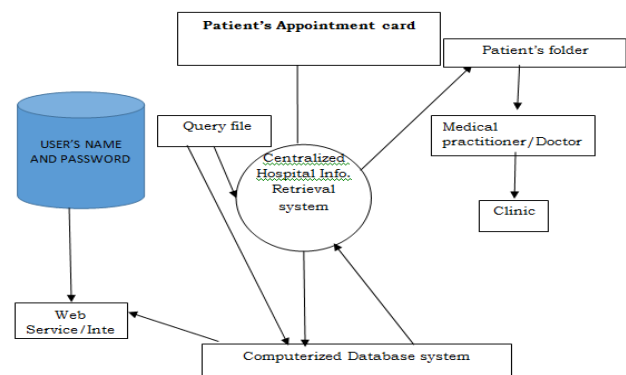 Patient's Appointment card
Patient's folder
USER'S NAME
AND PASSWORD
Query file
Medical
practitioner/Doctor
Centralized
Hospital Info.
Retrieval
system
Clinic
Web
Service/Inte
Computerized Database system